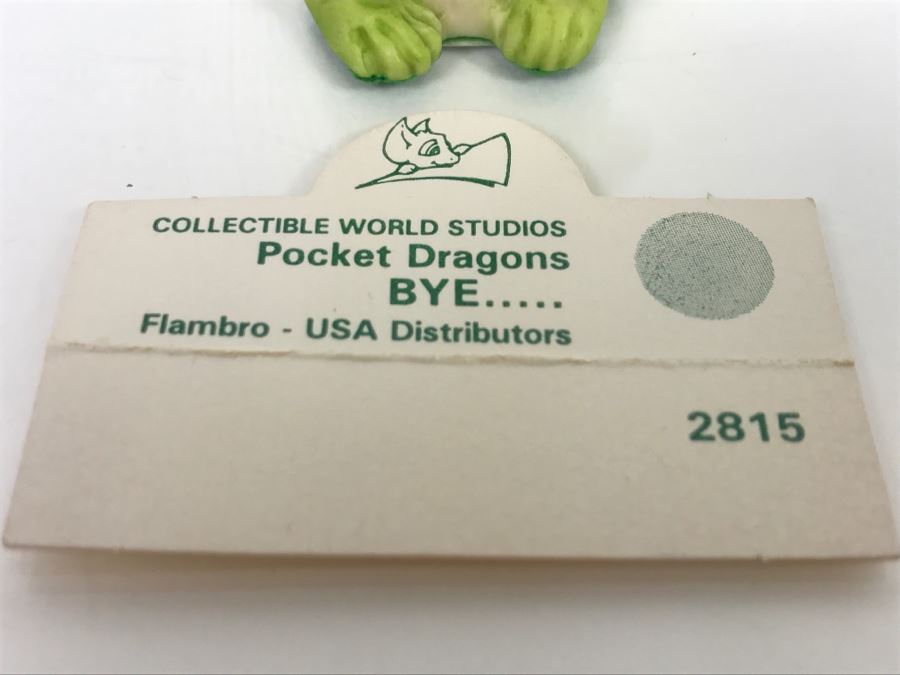 COLLECTIBLE WORLD STUDIOS
Pocket Dragons
BYE.....
Flambro - USA Distributors
2815